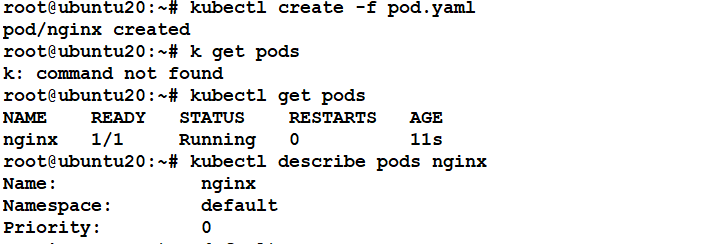 root@ubuntu20:~# kubectl create -f pod.yaml
pod/nginx created
root@ubuntu20:~# k get pods
k: command not found
root@ubuntu20:~# kubectl get pods
NAME    READY   STATUS    RESTARTS   AGE
nginx   1/1     Running   0          11s
root@ubuntu20:~# kubectl describe pods nginx
Name:             nginx
Namespace:        default
Priority:         0